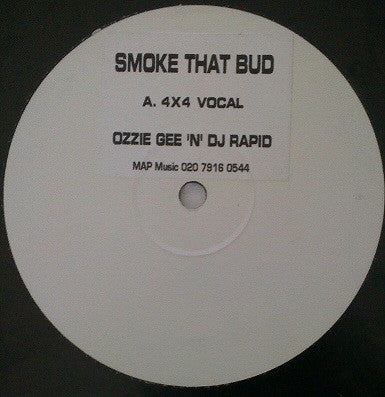 SMOKE THAT BUD
A. 4X4 VOCAL
OZZIE GEE 'N' DJ RAPID
MAP Music 020 7916 0544